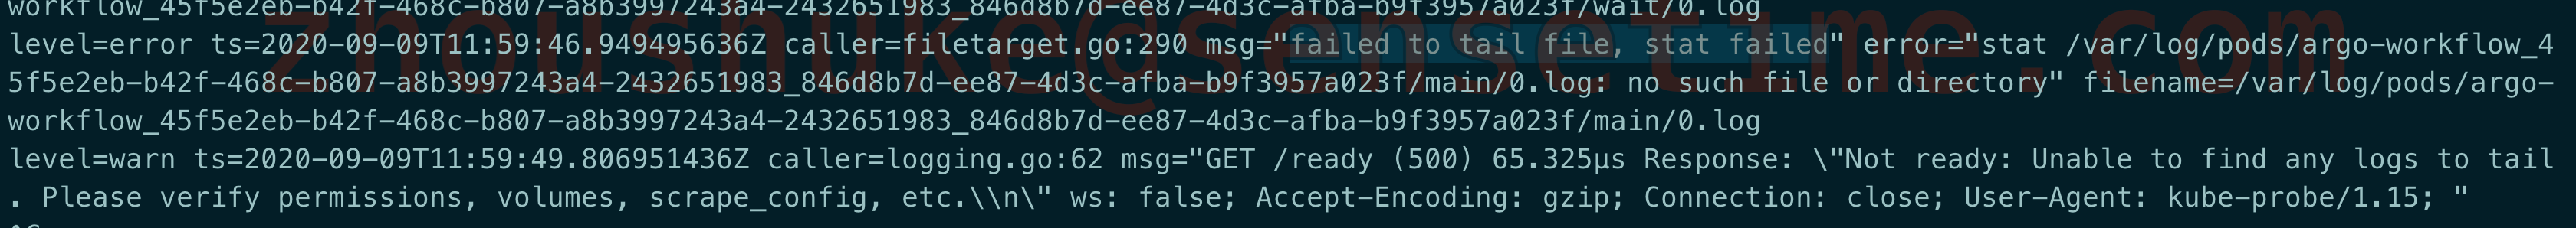 workflow_45f5e2eb-b42f-468c-b807-a8b3997243a4-2432651983_846d8b7d-ee87-4d3c-afba-b9f3957a023f/wait/0.log
level=error ts=2020-09-09T11:59:46.949495636Z caller=filetarget.go:290 msg="failed to tail file, stat failed" error="stat /var/log/pods/argo-workflow_4
5f5e2eb-b42f-468c-b807-a8b3997243a4-2432651983_846d8b7d-ee87-4d3c-afba-b9f3957a023f/main/0.log: no such file or directory" filename=/var/log/pods/argo-
workflow_45f5e2eb-b42f-468c-b807-a8b3997243a4-2432651983_846d8b7d-ee87-4d3c-afba-b9f3957a023f/main/0.log
level=warn ts=2020-09-09T11:59:49.806951436Z caller=logging.go:62 msg="GET /ready (500) 65.325µs Response: \"Not ready: Unable to find any logs to tail
. Please verify permissions, volumes, scrape_config, etc.\\n\" ws: false; Accept-Encoding: gzip; Connection: close; User-Agent: kube-probe/1.15; "
zhoushuke@sensetime.com